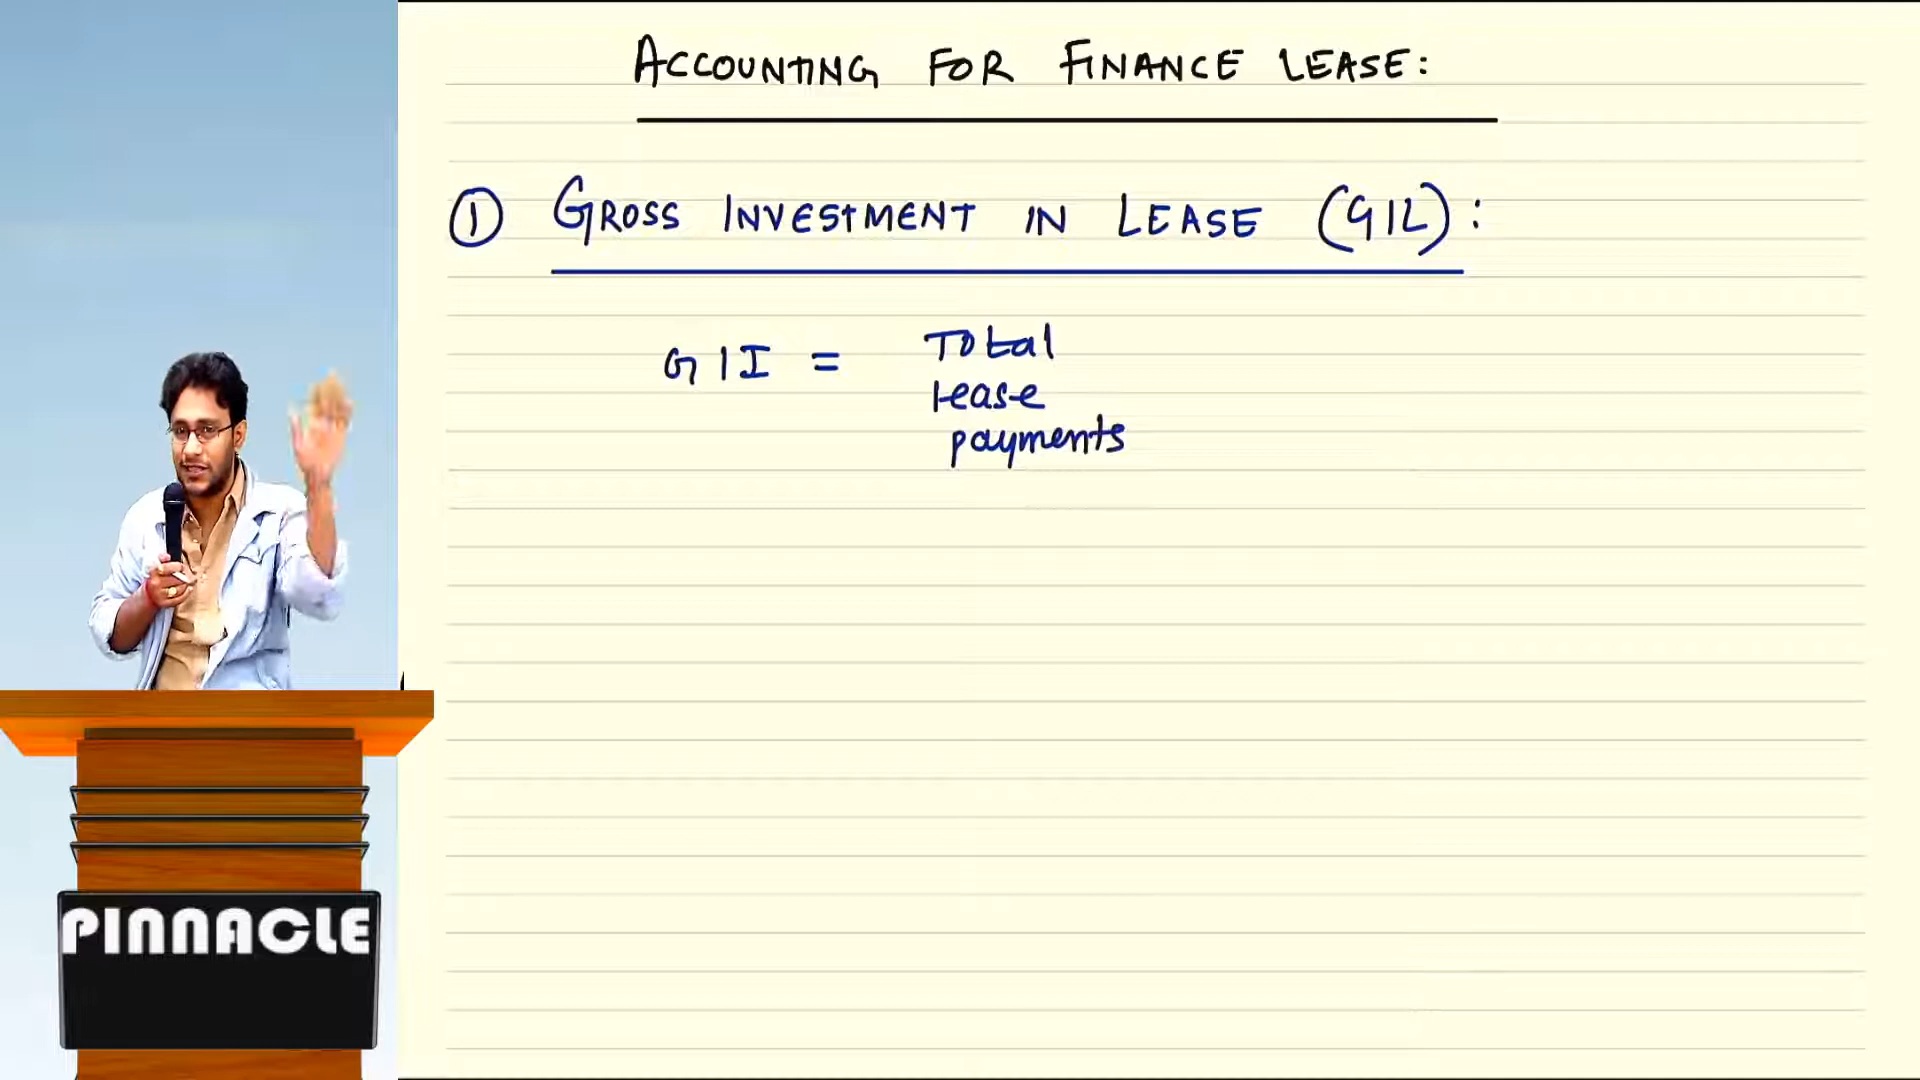 ACCOUNTING FOR FINANCE LEASE:
① GROSS INVESTMENT IN LEASE (GIL):
GII = Total
lease
payments
PINNACLE